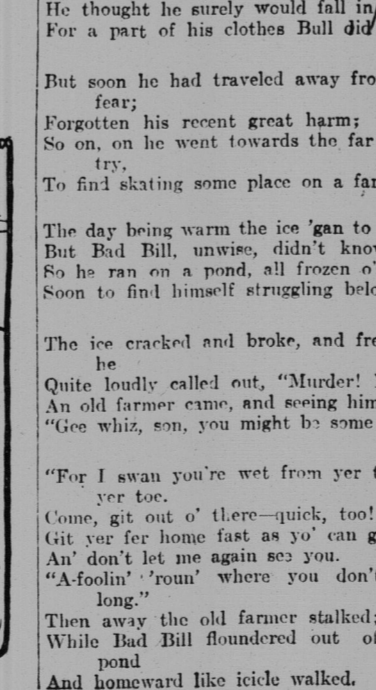 He thought he surely would fall in
For a part of his clothes Bull did
But soon he had traveled away
fear;
Forgotten his recent great harm;
So on, on he went towards the far
try,
To find skating some place on a
The day being warm the ice 'gan to
But Bad Bill, unwise, didn't
So he ran on a pond, all frozen
Soon to find himself struggling
The ice cracked and broke, and
he
Quite loudly called out, "Murder!
An old farmer came, and seeing him
"Gee whiz, son, you might be some
"For I swan you're wet from yer
yer toe.
Come, git out o' there—quick, too!
Git yer fer home fast as yo' can
An' don't let me again see you.
"A-foolin' 'roun' where you
long."
Then away the old farmer stalked;
While Bad Bill floundered out
pond
And homeward like icicle walked.